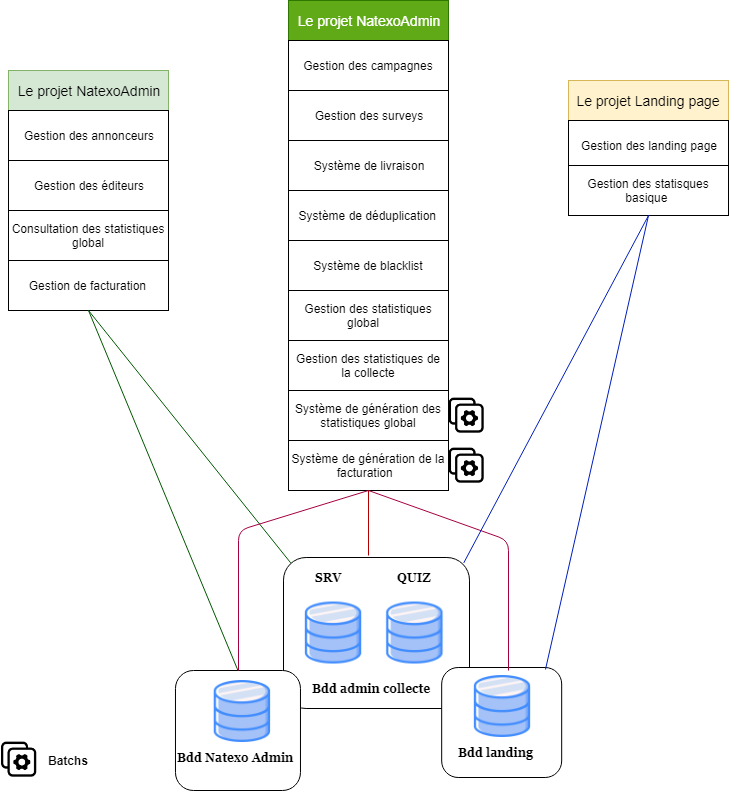 Le projet NatexoAdmin
Gestion des annonceurs
Gestion des éditeurs
Consultation des statistiques
global
Gestion de facturation
Le projet NatexoAdmin
Gestion des campagnes
Gestion des surveys
Système de livraison
Système de déduplication
Système de blacklist
Gestion des statistiques
global
Gestion des statistiques de
la collecte
Système de génération des
statistiques global
Système de génération de la
facturation
Le projet Landing page
Gestion des landing page
Gestion des statisques
basique
SRV
QUIZ
Bdd admin collecte
Bdd Natexo Admin
Bdd landing
Batchs